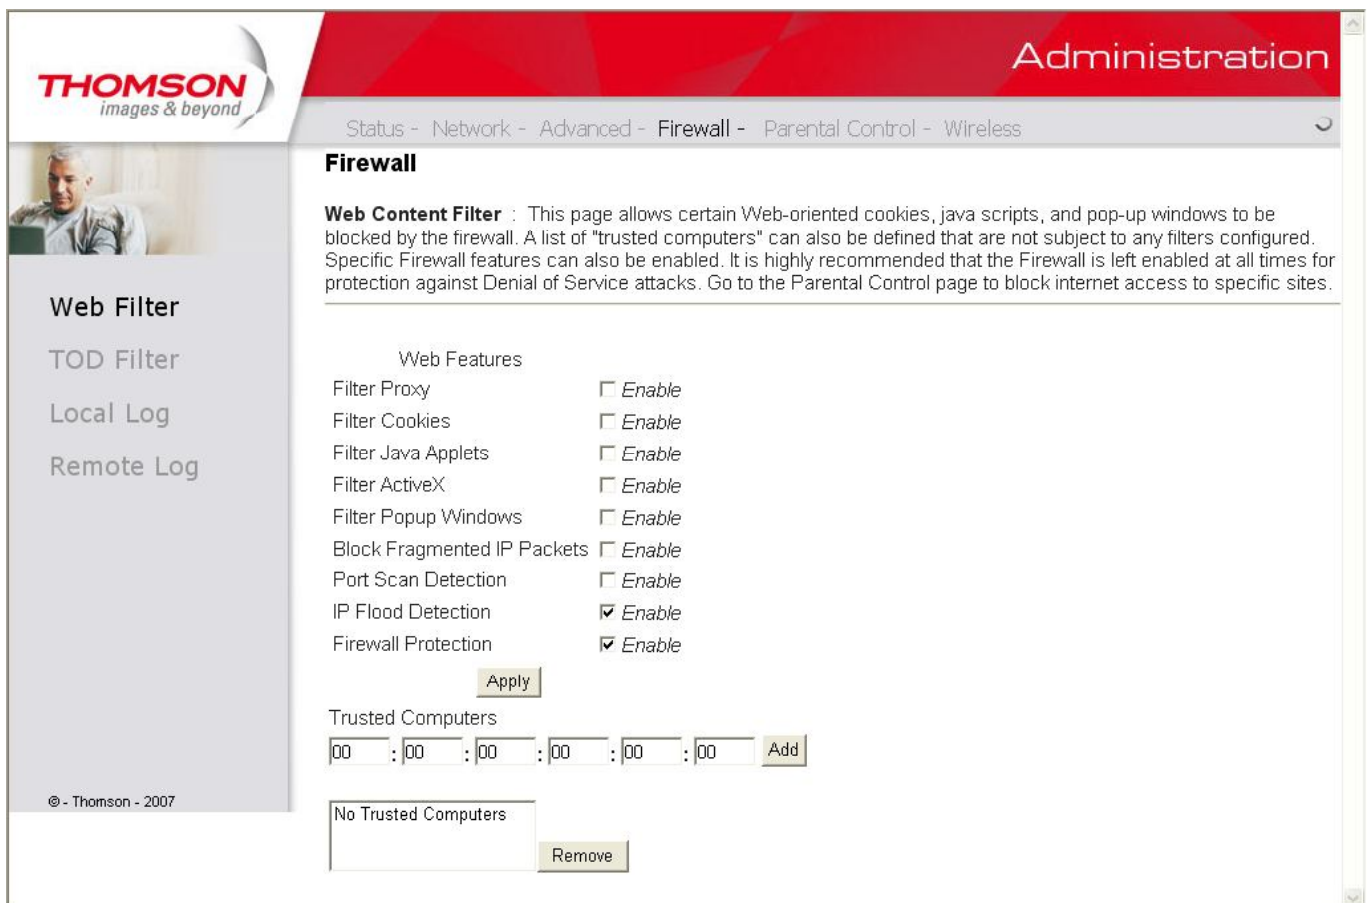 THOMSON
images & beyond
Administration
Status - Network - Advanced - Firewall - Parental Control - Wireless
Web Filter
TOD Filter
Local Log
Remote Log
© - Thomson - 2007
Firewall
Web Content Filter : This page allows certain Web-oriented cookies, java scripts, and pop-up windows to be
blocked by the firewall. A list of "trusted computers" can also be defined that are not subject to any filters configured.
Specific Firewall features can also be enabled. It is highly recommended that the Firewall is left enabled at all times for
protection against Denial of Service attacks. Go to the Parental Control page to block internet access to specific sites.
Web Features
Filter Proxy Enable
Filter Cookies Enable
Filter Java Applets Enable
Filter ActiveX Enable
Filter Popup Windows Enable
Block Fragmented IP Packets Enable
Port Scan Detection Enable
IP Flood Detection Enable
Firewall Protection Enable
Apply
Trusted Computers
00 : 00 : 00 : 00 : 00 : 00 Add
No Trusted Computers
Remove